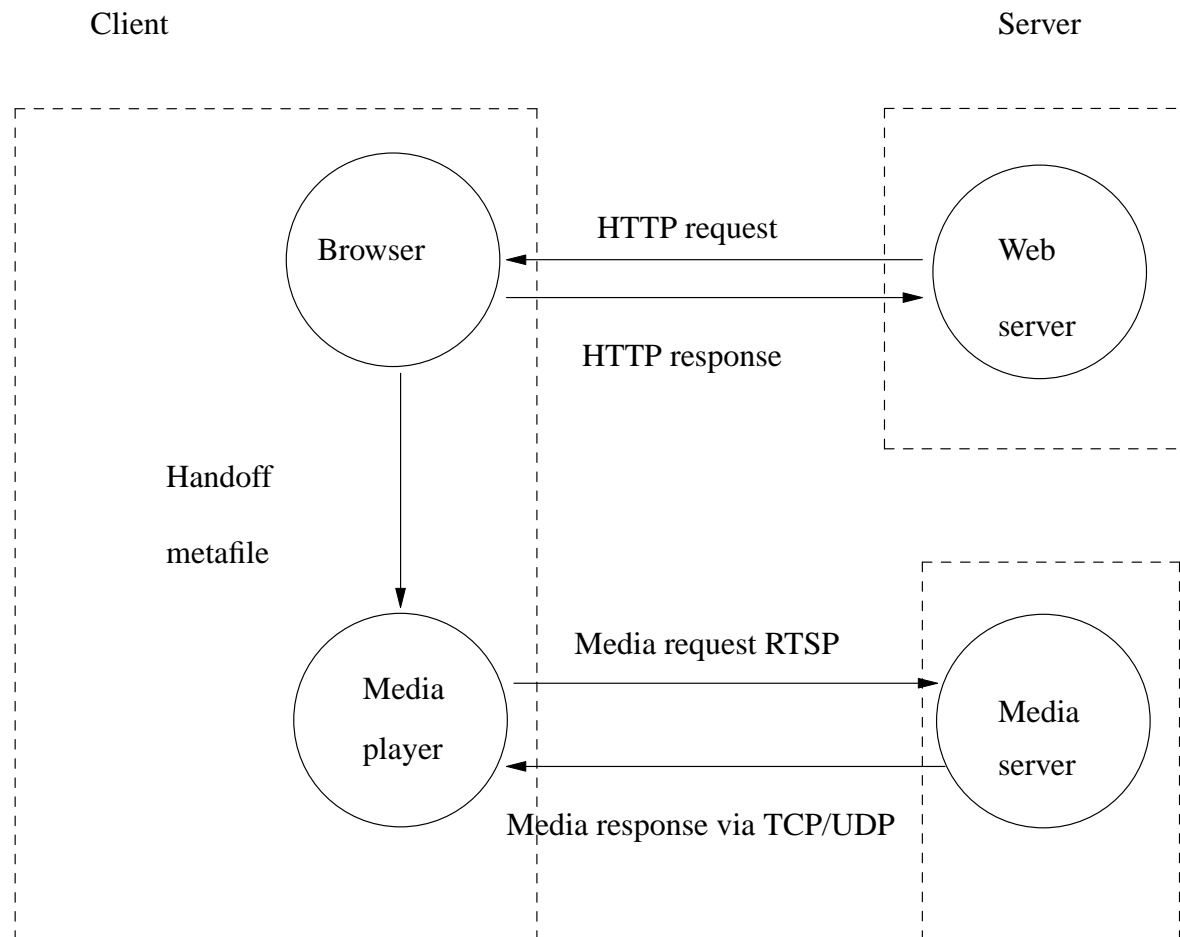 Client
Server
HTTP request
Browser
Web
server
HTTP response
Handoff
metafile
Media request RTSP
Media
player
Media
server
Media response via TCP/UDP